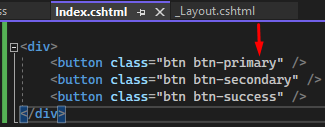 ss
Index.cshtml
_Layout.cshtml
<div>
<button class="btn btn-primary" />
<button class="btn btn-secondary" />
<button class="btn btn-success" />
</div>